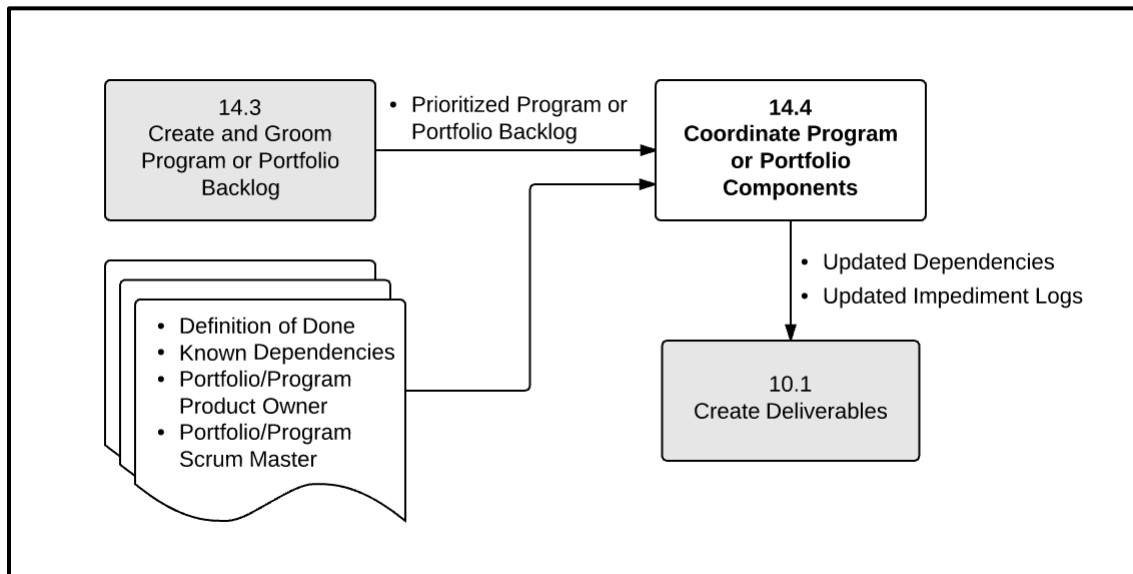 14.3
Create and Groom
Program or Portfolio
Backlog
• Prioritized Program or
Portfolio Backlog
14.4
Coordinate Program
or Portfolio
Components
• Updated Dependencies
• Updated Impediment Logs
• Definition of Done
• Known Dependencies
• Portfolio/Program
Product Owner
• Portfolio/Program
Scrum Master
10.1
Create Deliverables